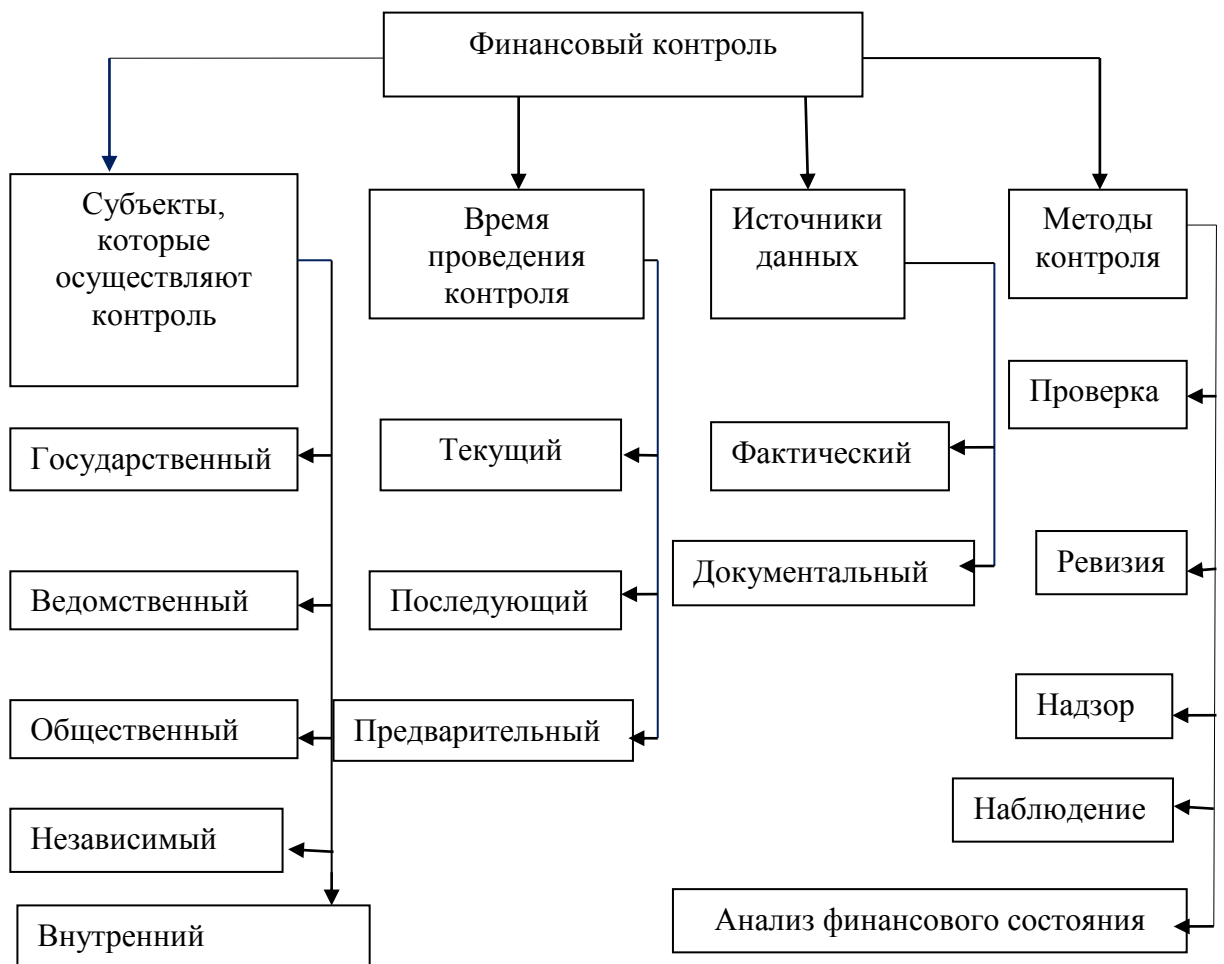 Финансовый контроль
Субъекты,
которые
осуществляют
контроль
Время
проведения
контроля
Источники
данных
Методы
контроля
Проверка
Государственный
Текущий
Фактический
Ревизия
Документальный
Ведомственный
Последующий
Надзор
Общественный
Предварительный
Наблюдение
Независимый
Анализ финансового состояния
Внутренний